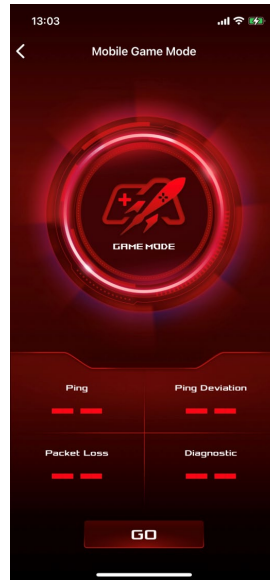 13:03
Mobile Game Mode
GAME MODE
Ping
Ping Deviation
-- --
-- --
Packet Loss
Diagnostic
-- --
-- --
GO